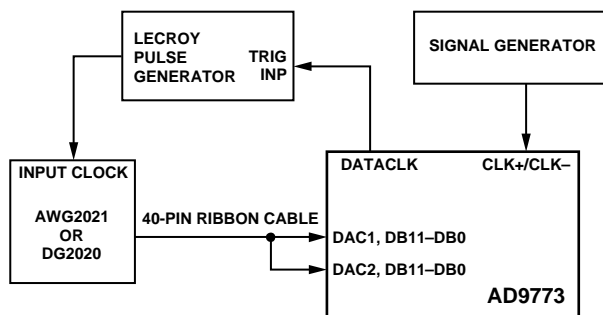 LECROY
PULSE
GENERATOR
TRIG
INP
SIGNAL GENERATOR
INPUT CLOCK
AWG2021
OR
DG2020
40-PIN RIBBON CABLE
DATACLK
CLK+/CLK–
DAC1, DB11–DB0
DAC2, DB11–DB0
AD9773